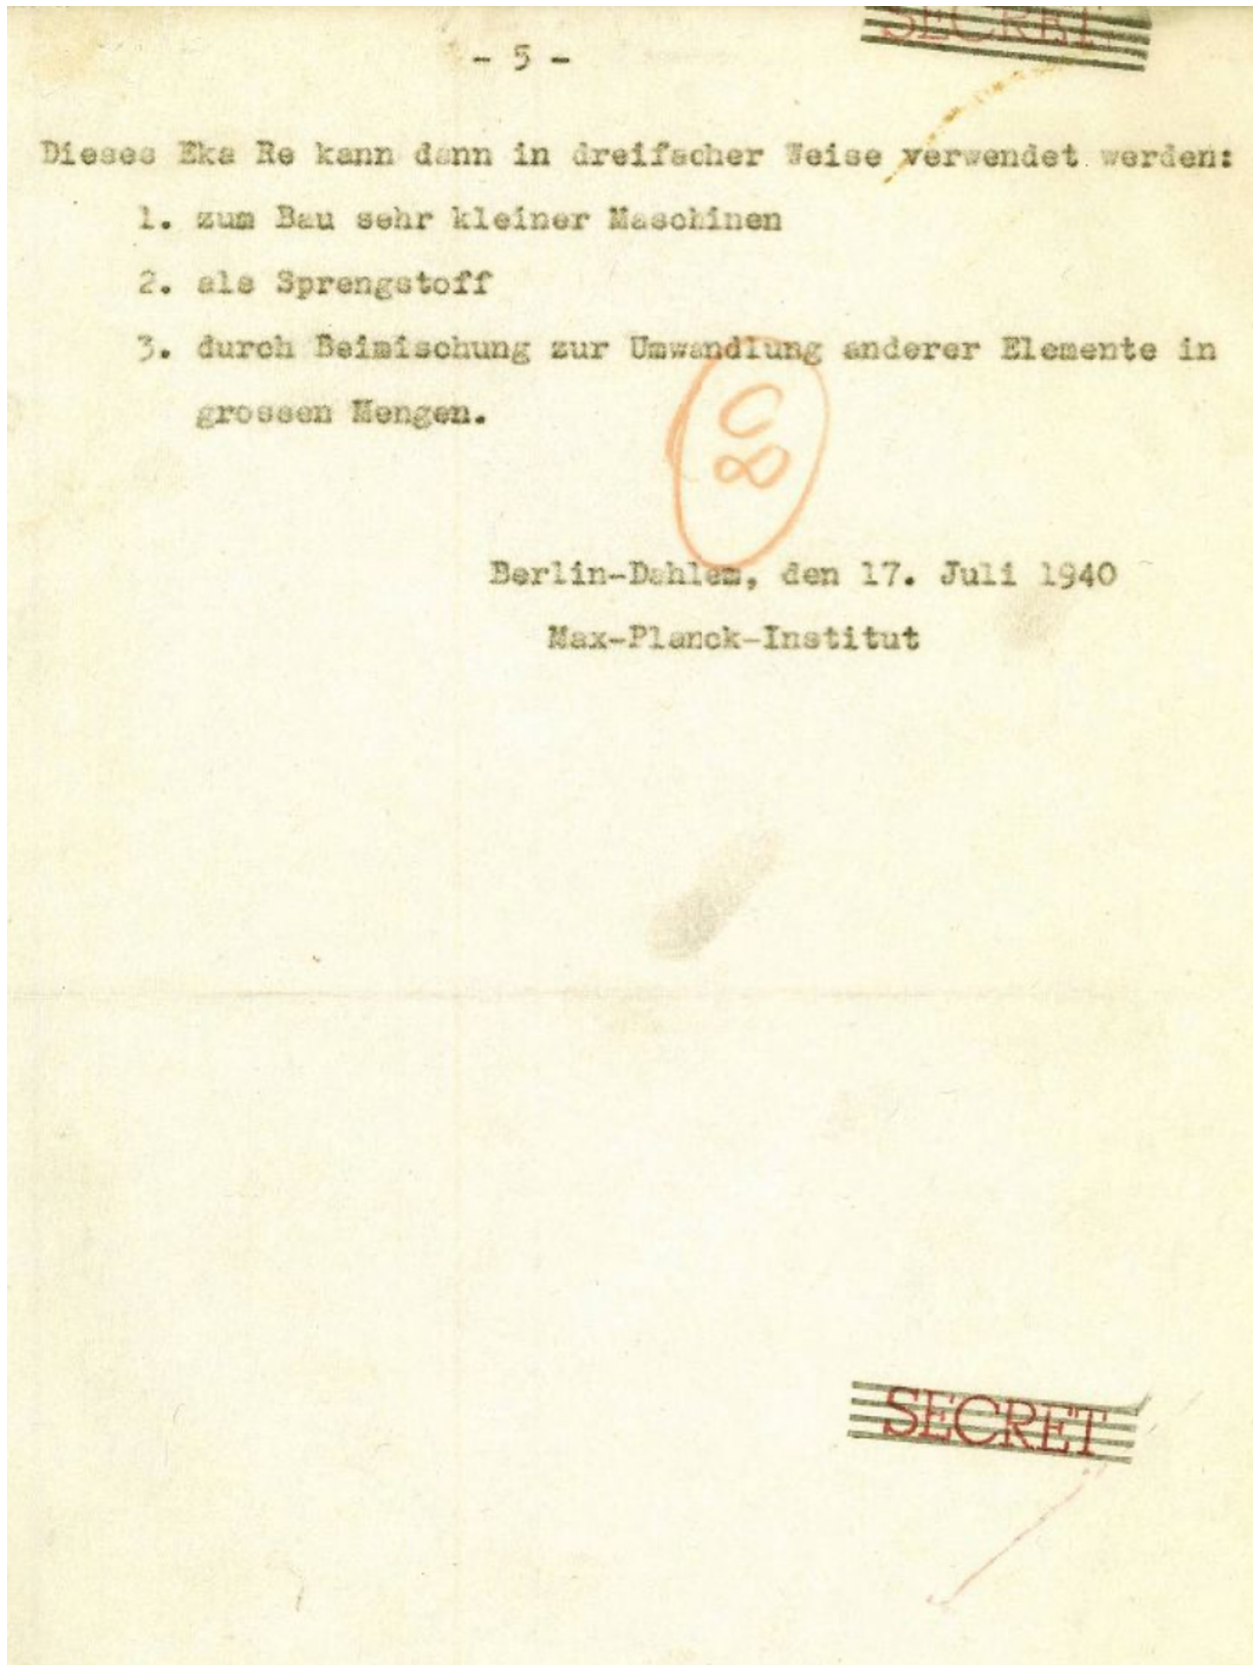 SECRET
- 5 -
Dieses Eka Re kann dann in dreifacher Weise verwendet werden:
1. zum Bau sehr kleiner Maschinen
2. als Sprengstoff
3. durch Beimischung zur Umwandlung anderer Elemente in
grossen Mengen.
Berlin-Dahlem, den 17. Juli 1940
Max-Planck-Institut
SECRET